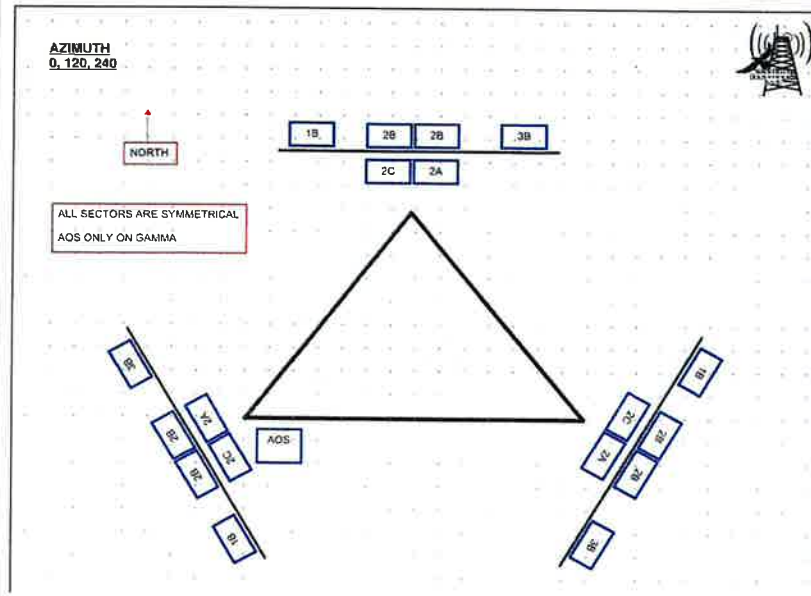 AZIMUTH
0, 120, 240
NORTH
1B 2B 2B 3B
2C 2A
ALL SECTORS ARE SYMMETRICAL
AOS ONLY ON GAMMA
3B
2A
2B
2C
2B
1B
AOS
1B
2C
2B
2A
2B
3B